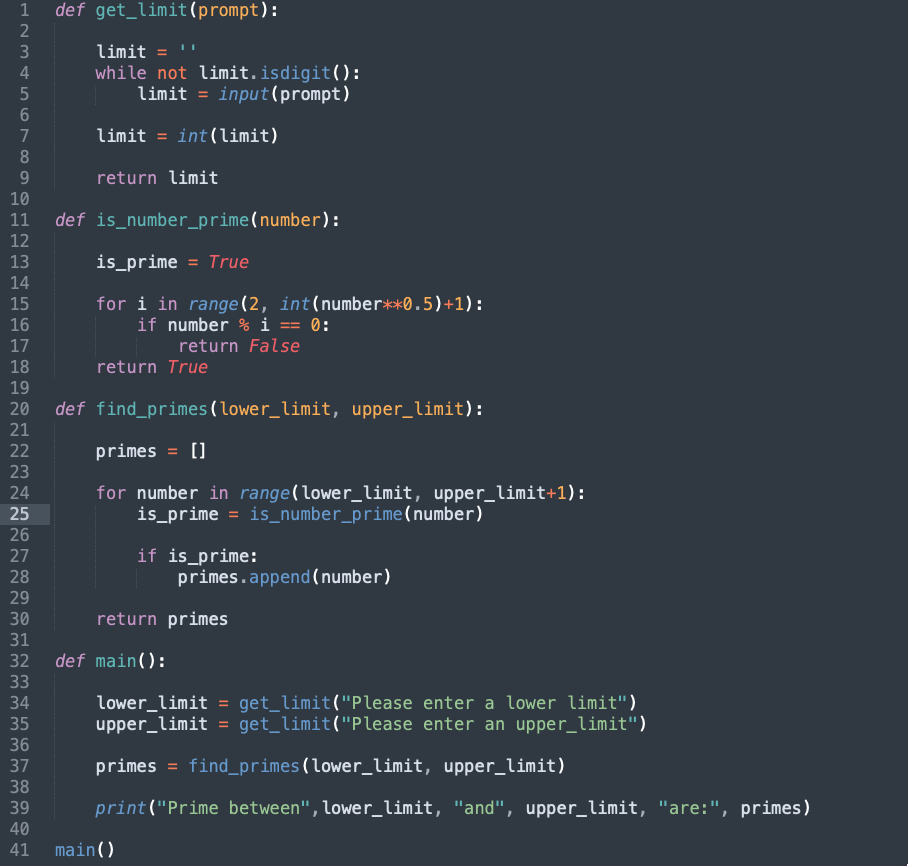 1 def get_limit(prompt):
2
3     limit = ''
4     while not limit.isdigit():
5         limit = input(prompt)
6
7     limit = int(limit)
8
9     return limit
10
11 def is_number_prime(number):
12
13     is_prime = True
14
15     for i in range(2, int(number**0.5)+1):
16         if number % i == 0:
17             return False
18     return True
19
20 def find_primes(lower_limit, upper_limit):
21
22     primes = []
23
24     for number in range(lower_limit, upper_limit+1):
25         is_prime = is_number_prime(number)
26
27         if is_prime:
28             primes.append(number)
29
30     return primes
31
32 def main():
33
34     lower_limit = get_limit("Please enter a lower limit")
35     upper_limit = get_limit("Please enter an upper_limit")
36
37     primes = find_primes(lower_limit, upper_limit)
38
39     print("Prime between",lower_limit, "and", upper_limit, "are:", primes)
40
41 main()